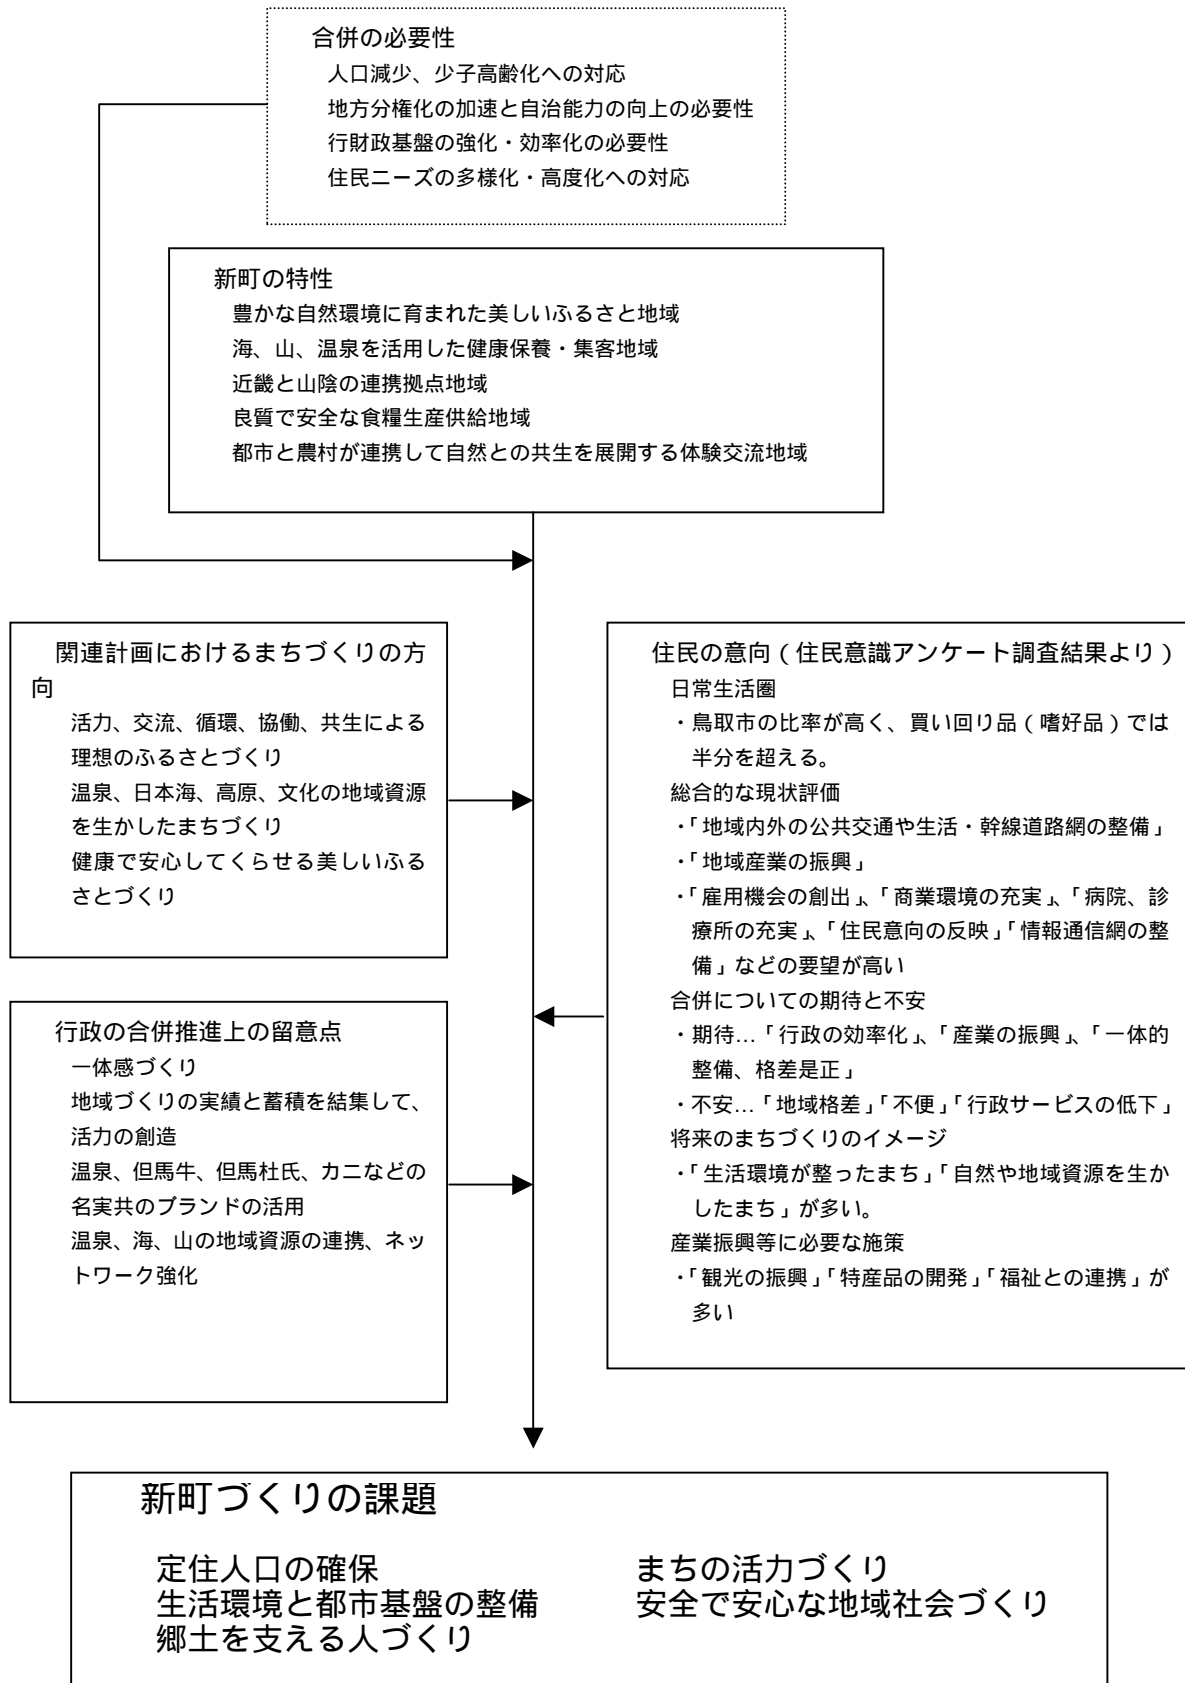 合併の必要性
人口減少、少子高齢化への対応
地方分権化の加速と自治能力の向上の必要性
行財政基盤の強化・効率化の必要性
住民ニーズの多様化・高度化への対応
新町の特性
豊かな自然環境に育まれた美しいふるさと地域
海、山、温泉を活用した健康保養・集客地域
近畿と山陰の連携拠点地域
良質で安全な食糧生産供給地域
都市と農村が連携して自然との共生を展開する体験交流地域
関連計画におけるまちづくりの方
向
活力、交流、循環、協働、共生による
理想のふるさとづくり
温泉、日本海、高原、文化の地域資源
を生かしたまちづくり
健康で安心してくらせる美しいふる
さとづくり
行政の合併推進上の留意点
一体感づくり
地域づくりの実績と蓄積を結集して、
活力の創造
温泉、但馬牛、但馬杜氏、カニなどの
名実共のブランドの活用
温泉、海、山の地域資源の連携、ネッ
トワーク強化
住民の意向（住民意識アンケート調査結果より）
日常生活圏
・鳥取市の比率が高く、買い回り品（嗜好品）では
半分を超える。
総合的な現状評価
・「地域内外の公共交通や生活・幹線道路網の整備」
・「地域産業の振興」
・「雇用機会の創出」、「商業環境の充実」、「病院、診
療所の充実」、「住民意向の反映」「情報通信網の整
備」などの要望が高い
合併についての期待と不安
・期待…「行政の効率化」、「産業の振興」、「一体的
整備、格差是正」
・不安…「地域格差」「不便」「行政サービスの低下」
将来のまちづくりのイメージ
・「生活環境が整ったまち」「自然や地域資源を生か
したまち」が多い。
産業振興等に必要な施策
・「観光の振興」「特産品の開発」「福祉との連携」が
多い
新町づくりの課題
定住人口の確保 まちの活力づくり
生活環境と都市基盤の整備 安全で安心な地域社会づくり
郷土を支える人づくり